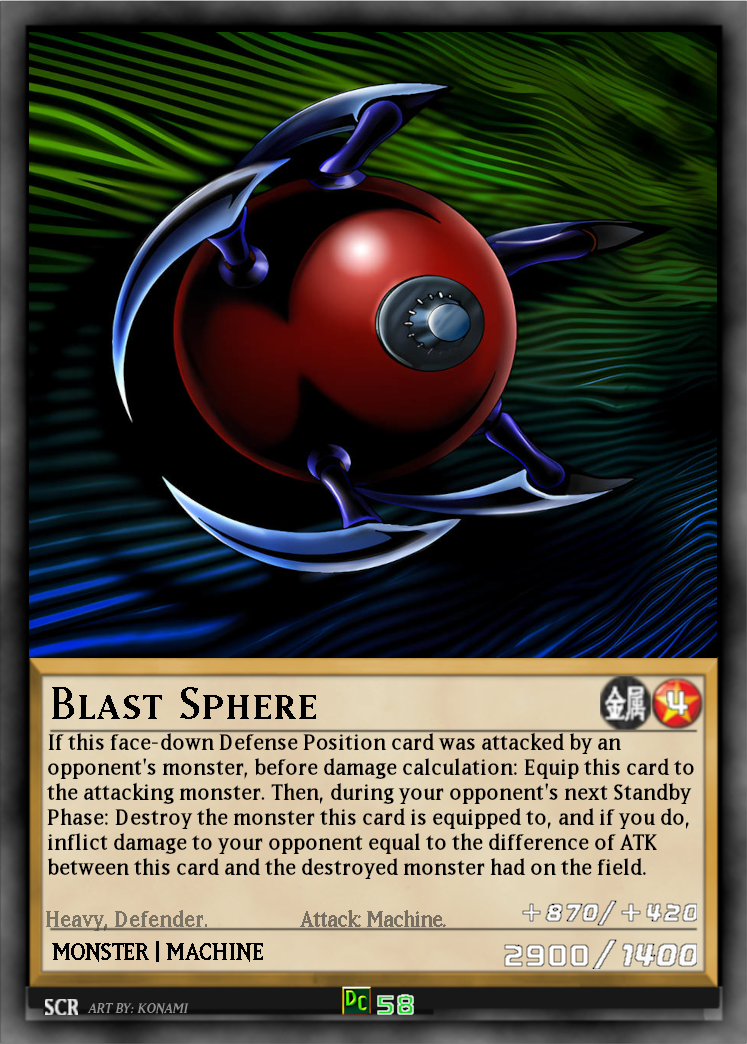 BLAST SPHERE
金属 4
If this face-down Defense Position card was attacked by an
opponent's monster, before damage calculation: Equip this card to
the attacking monster. Then, during your opponent's next Standby
Phase: Destroy the monster this card is equipped to, and if you do,
inflict damage to your opponent equal to the difference of ATK
between this card and the destroyed monster had on the field.
Heavy, Defender. Attack: Machine. +870/+420
MONSTER | MACHINE 2900/1400
SCR ART BY: KONAMI DC 58